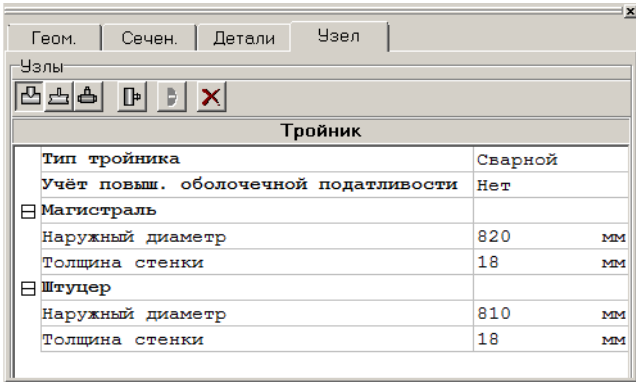 Геом. Сечен. Детали Узел
Узлы
Тройник
Тип тройника Сварной
Учёт повыш. оболочечной податливости Нет
Магистраль
Наружный диаметр 820 мм
Толщина стенки 18 мм
Штуцер
Наружный диаметр 810 мм
Толщина стенки 18 мм